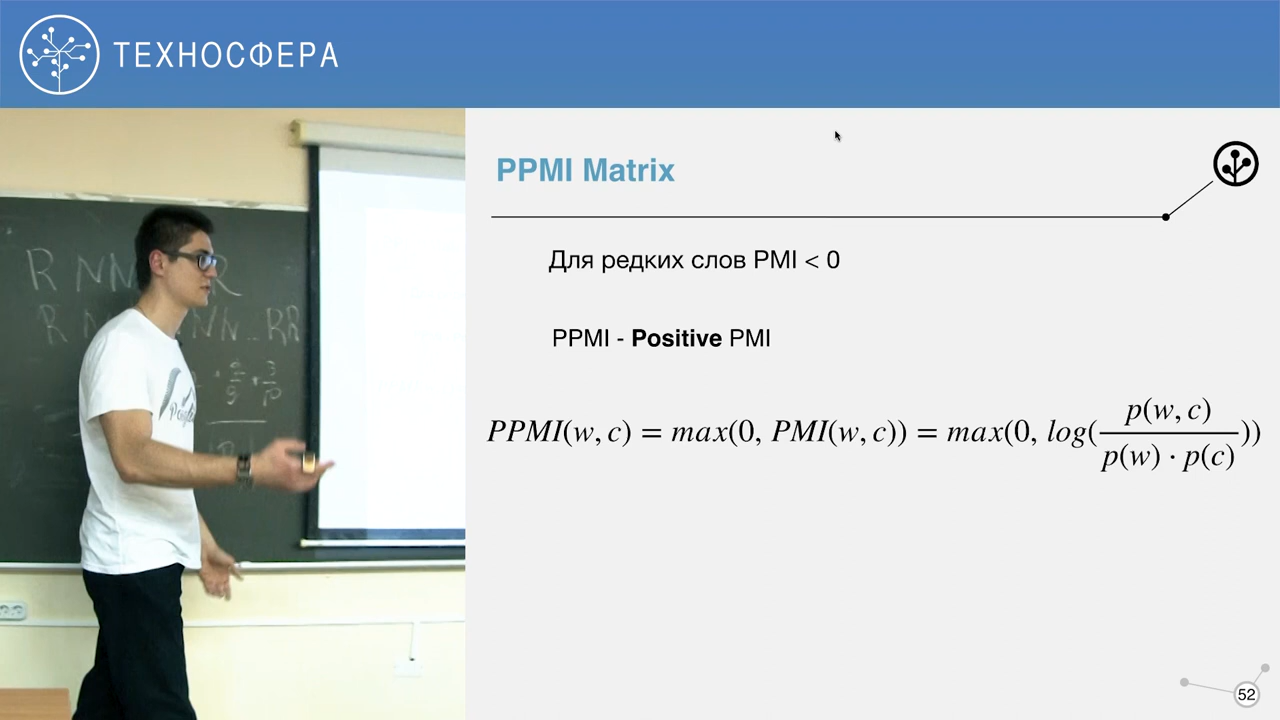 ТЕХНОСФЕРА
PPMI Matrix
Для редких слов PMI < 0
PPMI - Positive PMI
PPMI(w, c) = max(0, PMI(w, c)) = max(0, log(p(w, c) / p(w) · p(c)))
52